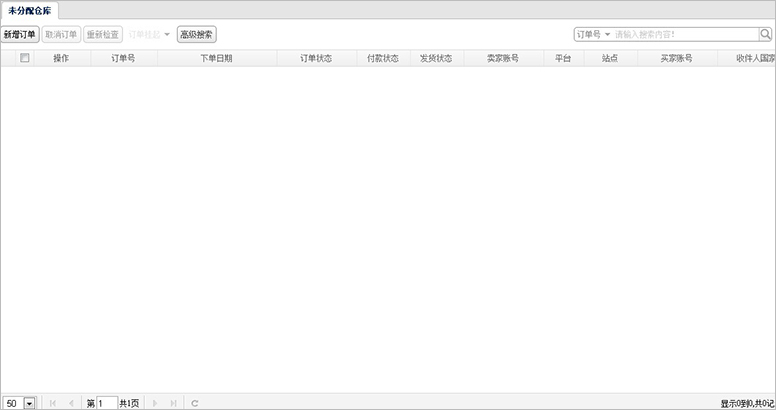 未分配仓库
新增订单 取消订单 重新检查 订单挂起 高级搜索 订单号 请输入搜索内容!
操作 订单号 下单日期 订单状态 付款状态 发货状态 卖家账号 平台 站点 买家账号 收件人国家
50 第 1 共1页 显示0到0,共0记